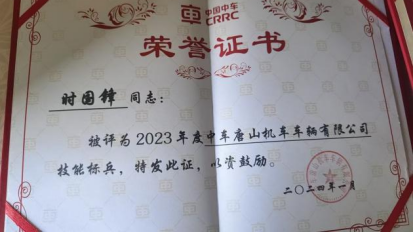 中国中车
CRRC
荣誉证书
时国锋 同志：
被评为2023年度中车唐山机车车辆有限公司
技能标兵，特发此证，以资鼓励。
二〇二四年一月